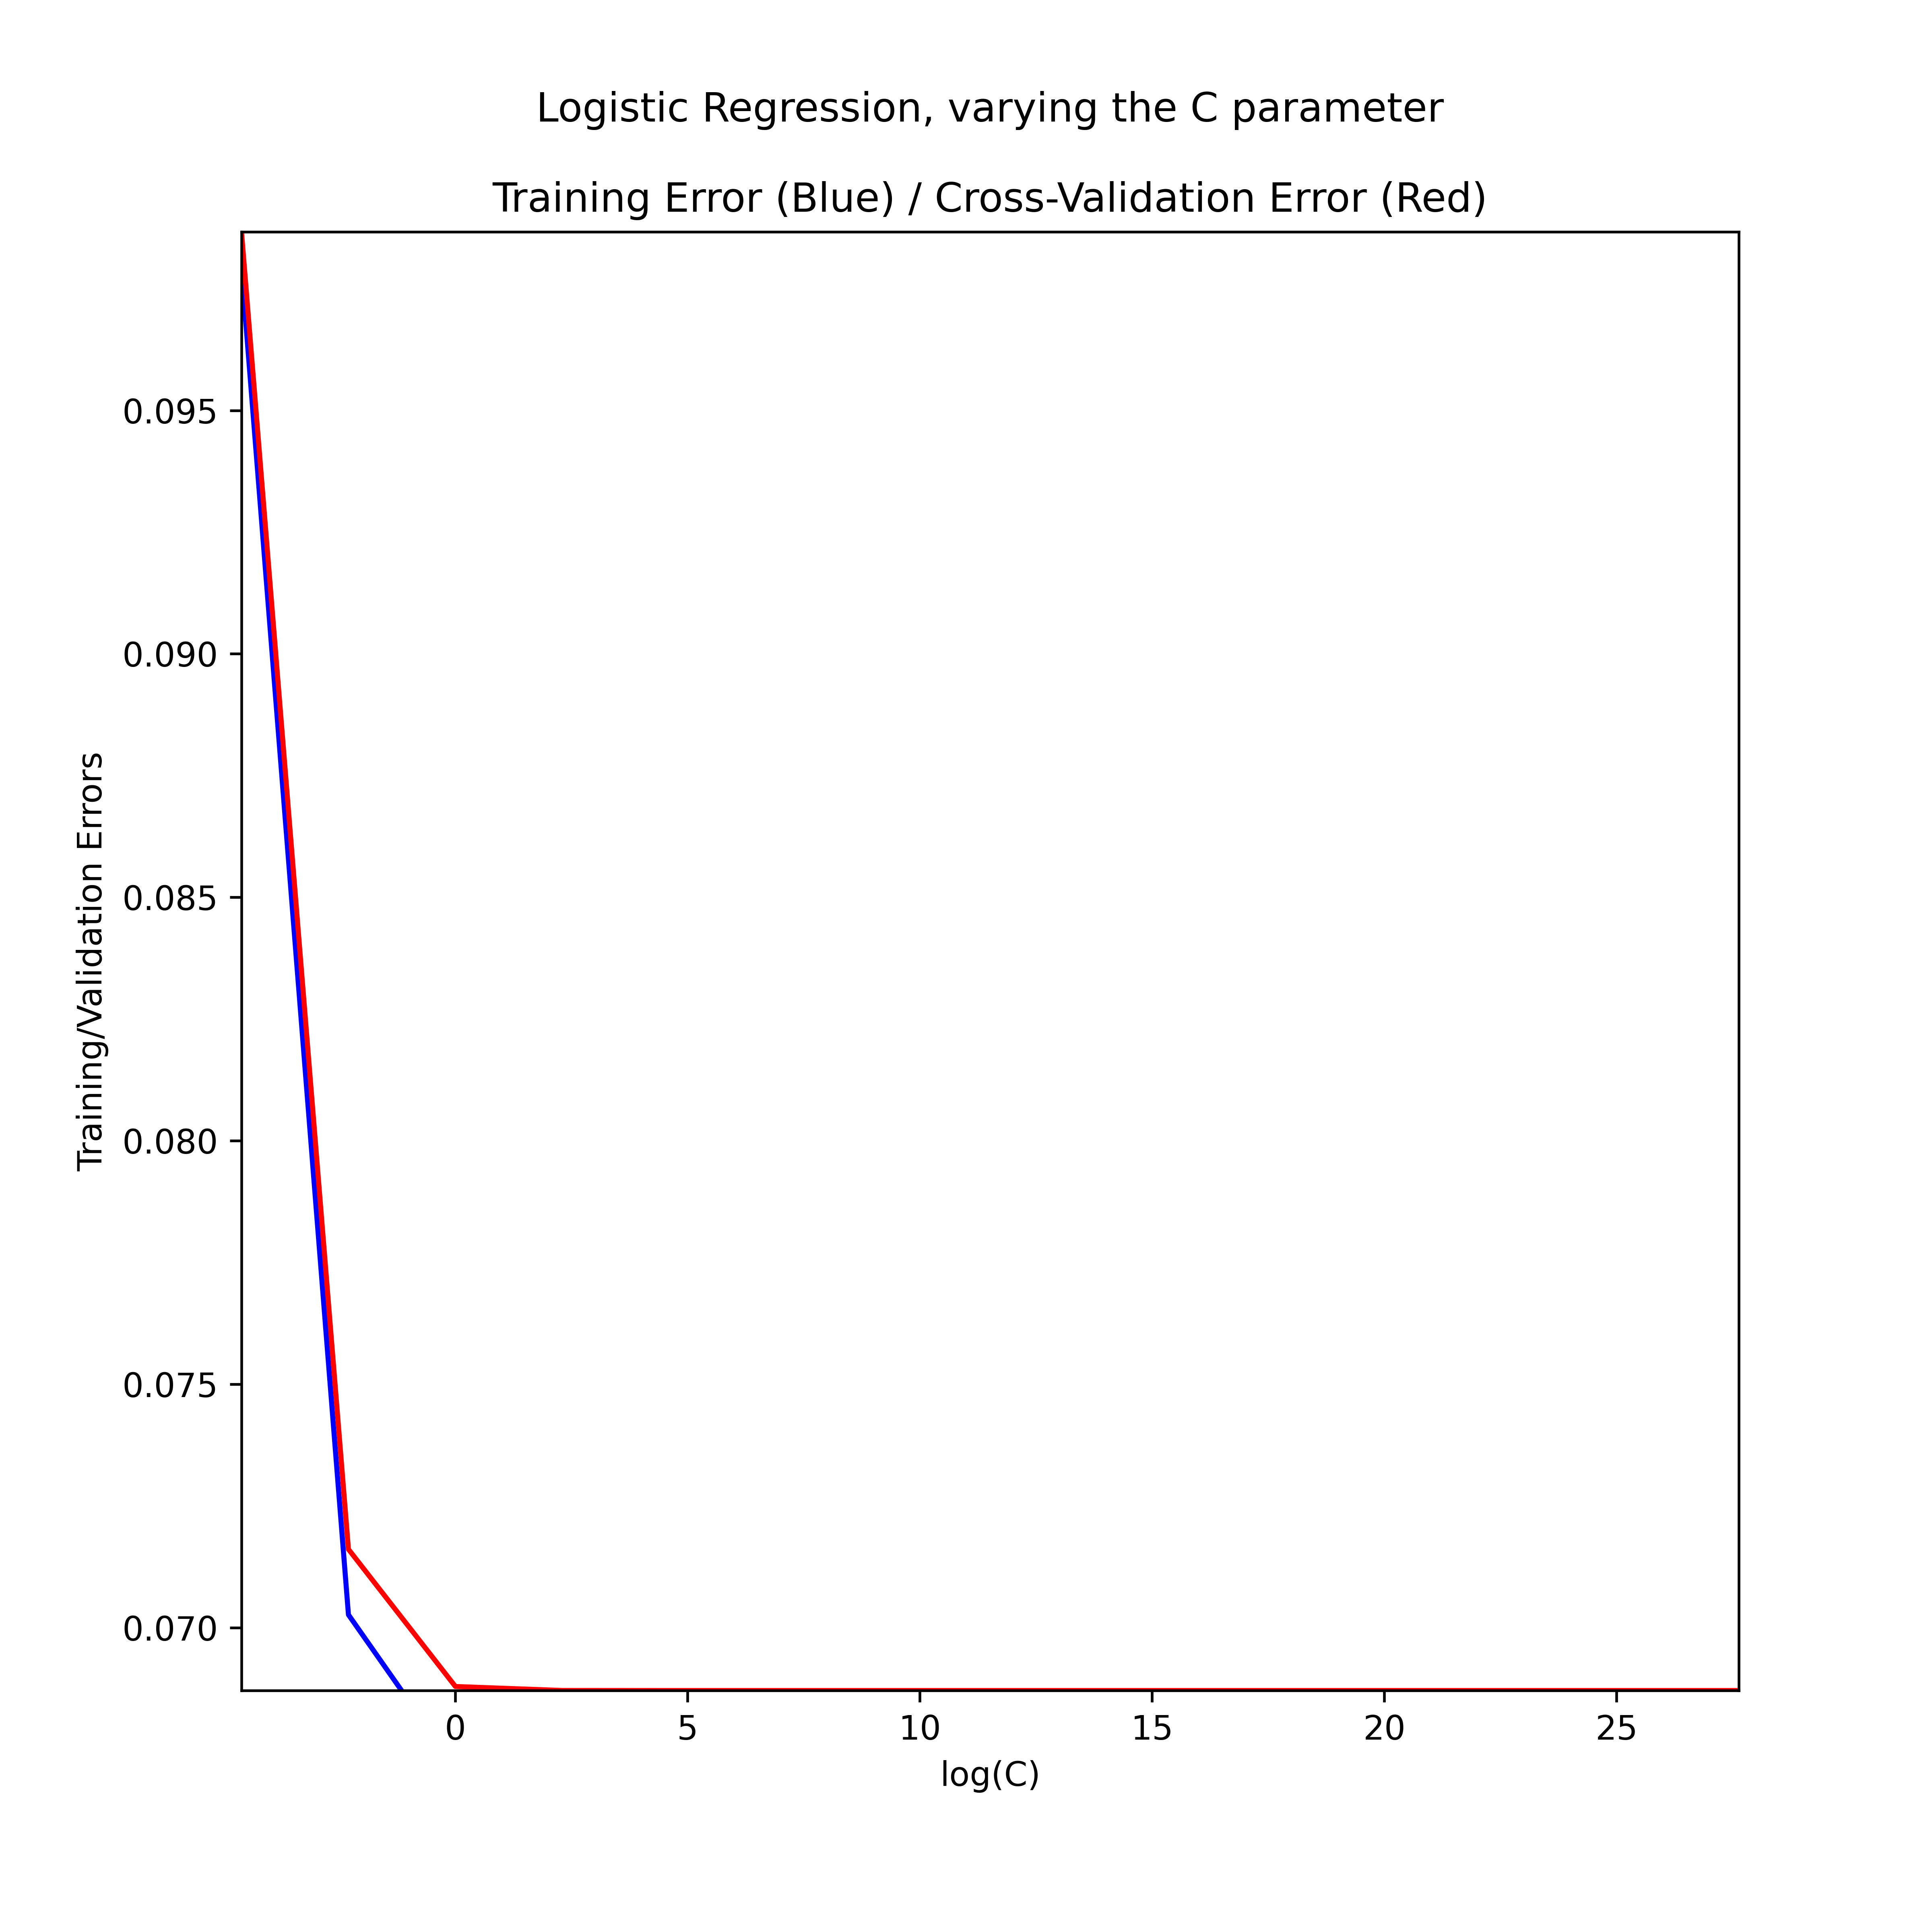 Logistic Regression, varying the C parameter
Training Error (Blue) / Cross-Validation Error (Red)
Training/Validation Errors
0.095
0.090
0.085
0.080
0.075
0.070
0 5 10 15 20 25
log(C)